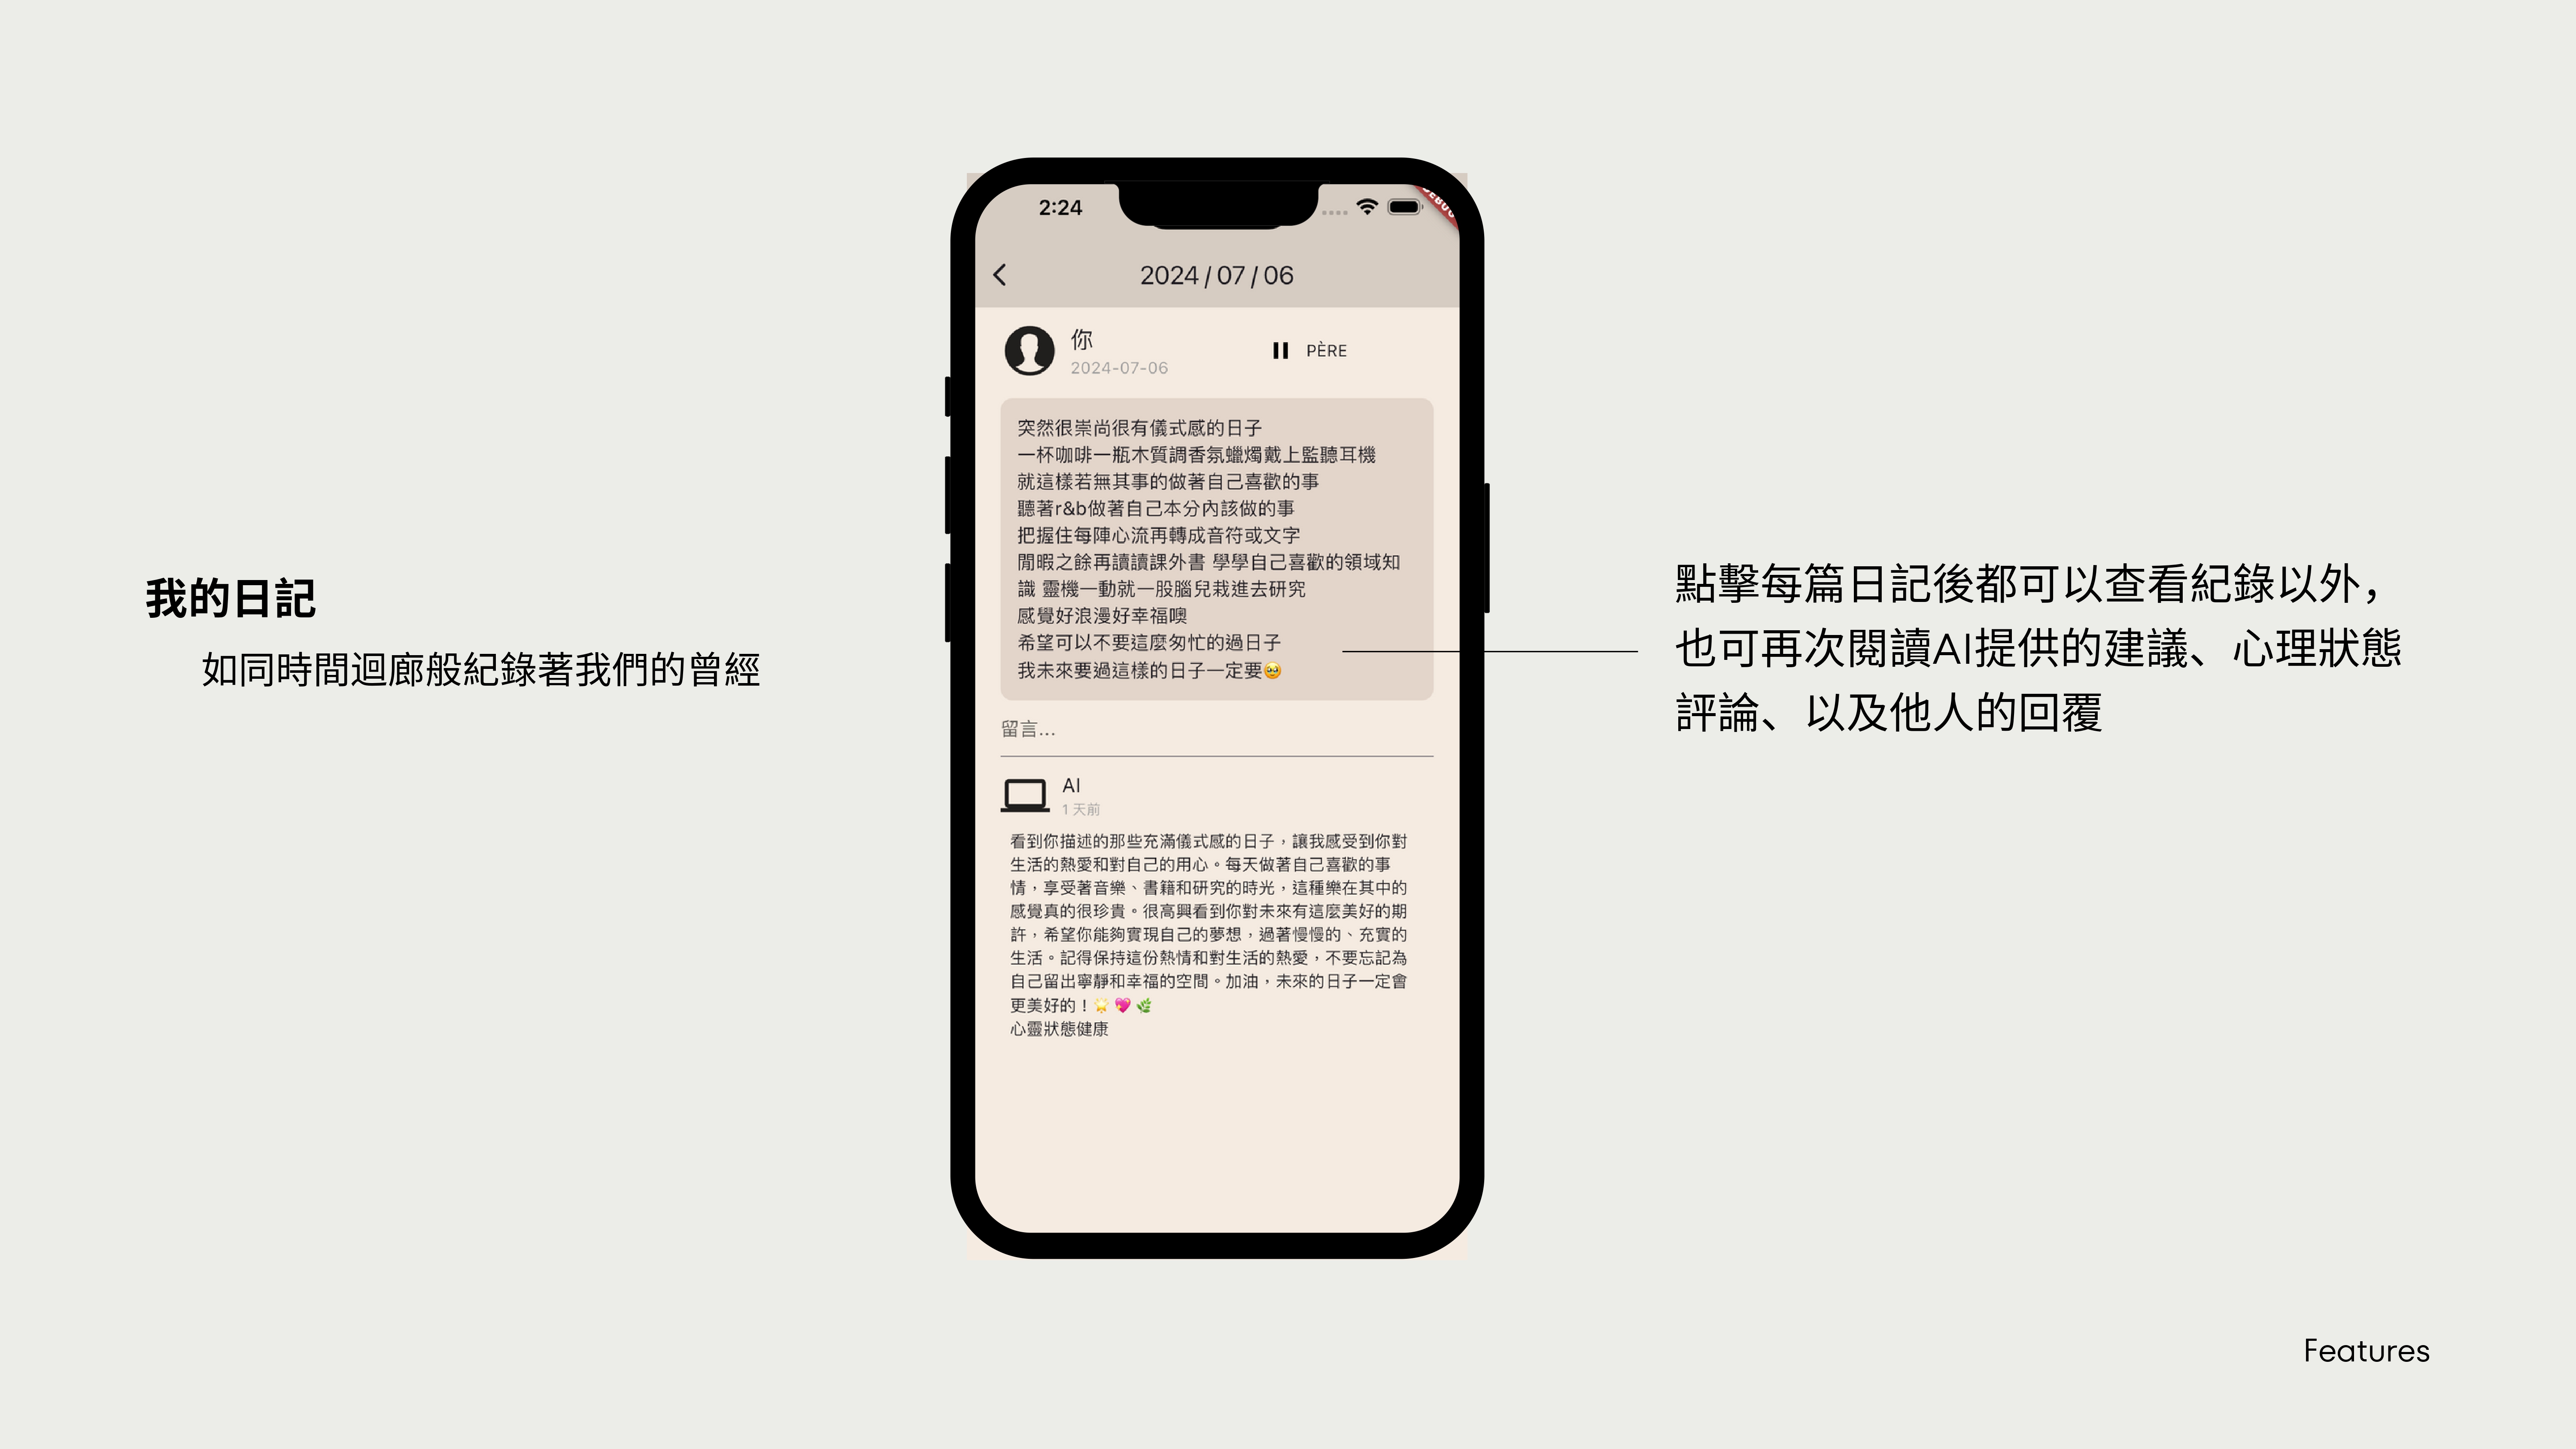 我的日記
如同時間迴廊般紀錄著我們的曾經
2:24
2024 / 07 / 06
你
2024-07-06
PÈRE
突然很崇尚很有儀式感的日子
一杯咖啡一瓶木質調香氛蠟燭戴上監聽耳機
就這樣若無其事的做著自己喜歡的事
聽著r&b做著自己本分內該做的事
把握住每陣心流再轉成音符或文字
閒暇之餘再讀讀課外書 學學自己喜歡的領域知
識 靈機一動就一股腦兒栽進去研究
感覺好浪漫好幸福噢
希望可以不要這麼匆忙的過日子
我未來要過這樣的日子一定要🥹
留言...
AI
1 天前
看到你描述的那些充滿儀式感的日子，讓我感受到你對
生活的熱愛和對自己的用心。每天做著自己喜歡的事
情，享受著音樂、書籍和研究的時光，這種樂在其中的
感覺真的很珍貴。很高興看到你對未來有這麼美好的期
許，希望你能夠實現自己的夢想，過著慢慢的、充實的
生活。記得保持這份熱情和對生活的熱愛，不要忘記為
自己留出寧靜和幸福的空間。加油，未來的日子一定會
更美好的！🌟 💖 🌿
心靈狀態健康
點擊每篇日記後都可以查看紀錄以外，
也可再次閱讀AI提供的建議、心理狀態
評論、以及他人的回覆
Features